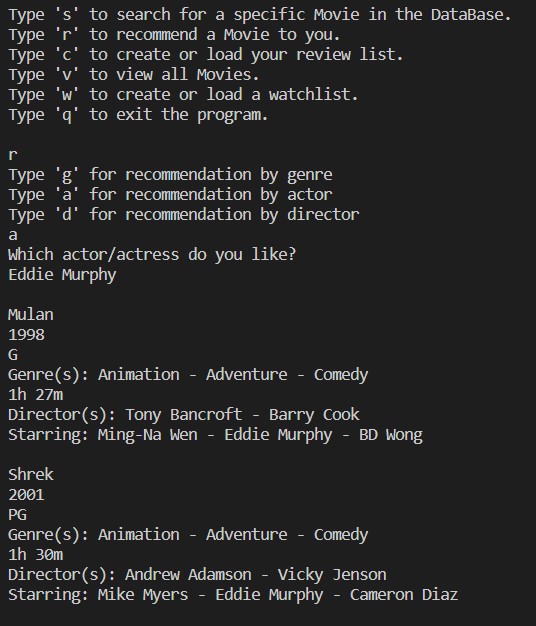 Type 's' to search for a specific Movie in the DataBase.
Type 'r' to recommend a Movie to you.
Type 'c' to create or load your review list.
Type 'v' to view all Movies.
Type 'w' to create or load a watchlist.
Type 'q' to exit the program.
r
Type 'g' for recommendation by genre
Type 'a' for recommendation by actor
Type 'd' for recommendation by director
a
Which actor/actress do you like?
Eddie Murphy
Mulan
1998
G
Genre(s): Animation - Adventure - Comedy
1h 27m
Director(s): Tony Bancroft - Barry Cook
Starring: Ming-Na Wen - Eddie Murphy - BD Wong
Shrek
2001
PG
Genre(s): Animation - Adventure - Comedy
1h 30m
Director(s): Andrew Adamson - Vicky Jenson
Starring: Mike Myers - Eddie Murphy - Cameron Diaz